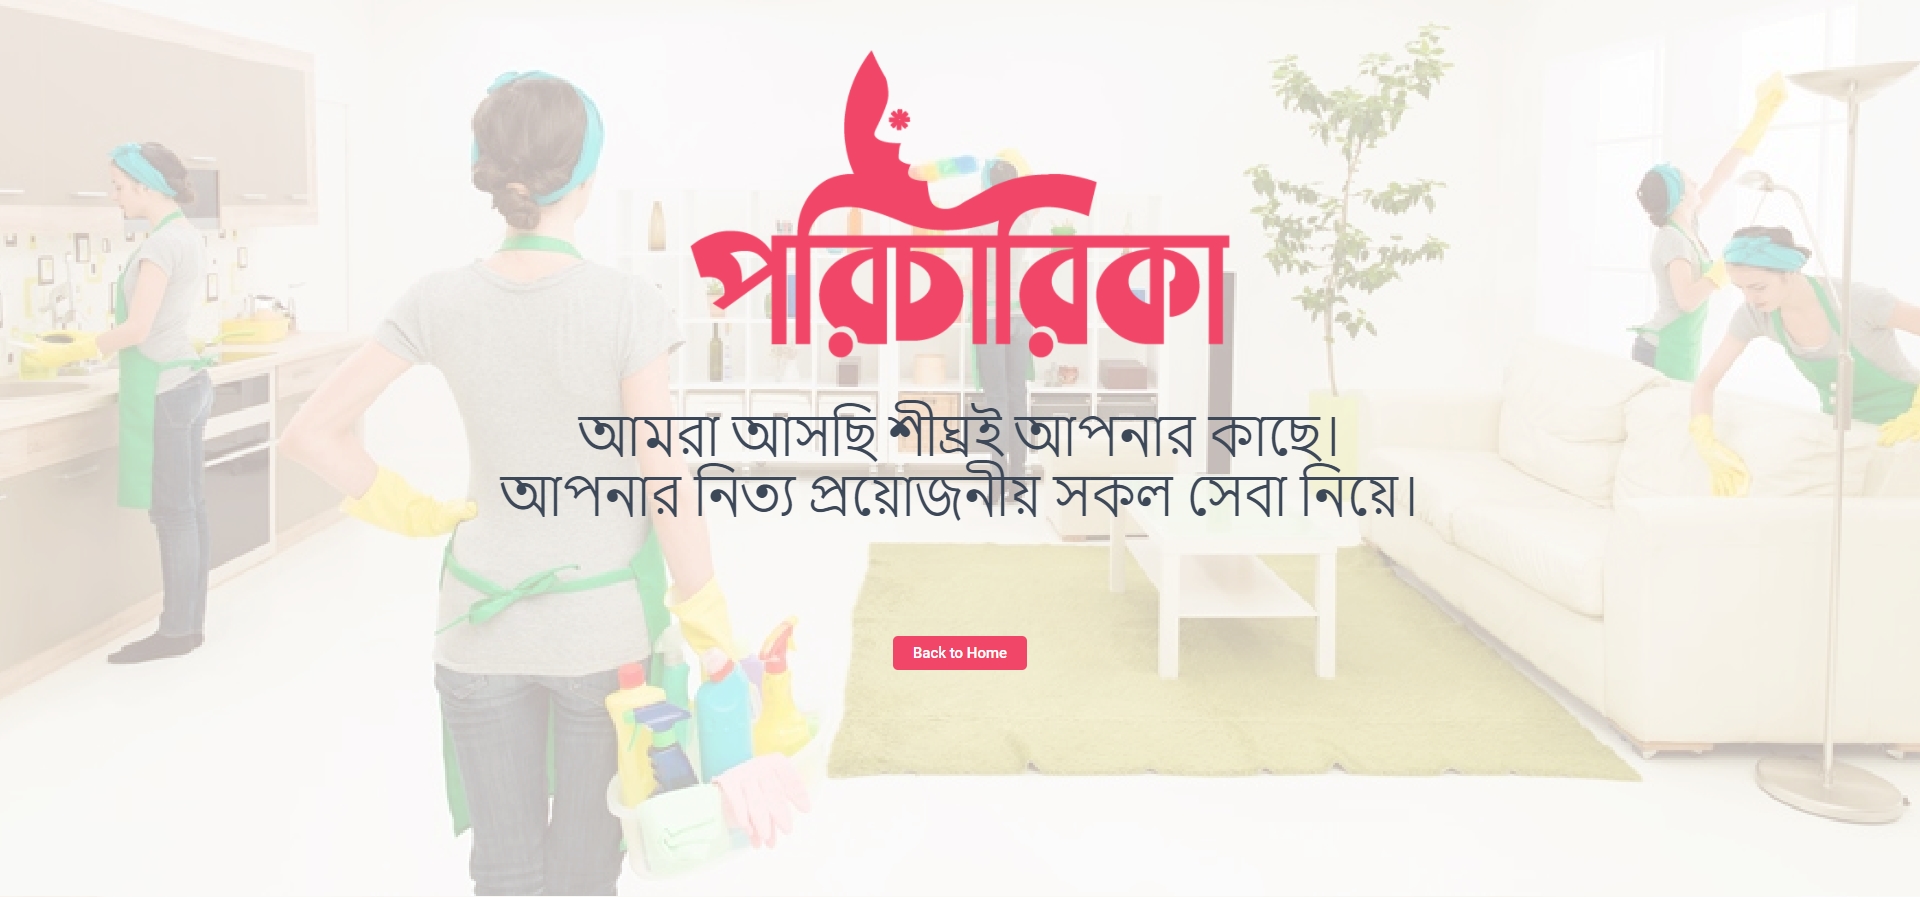 পরিচারিকা
আমরা আসছি শীঘ্রই আপনার কাছে।
আপনার নিত্য প্রয়োজনীয় সকল সেবা নিয়ে।
Back to Home